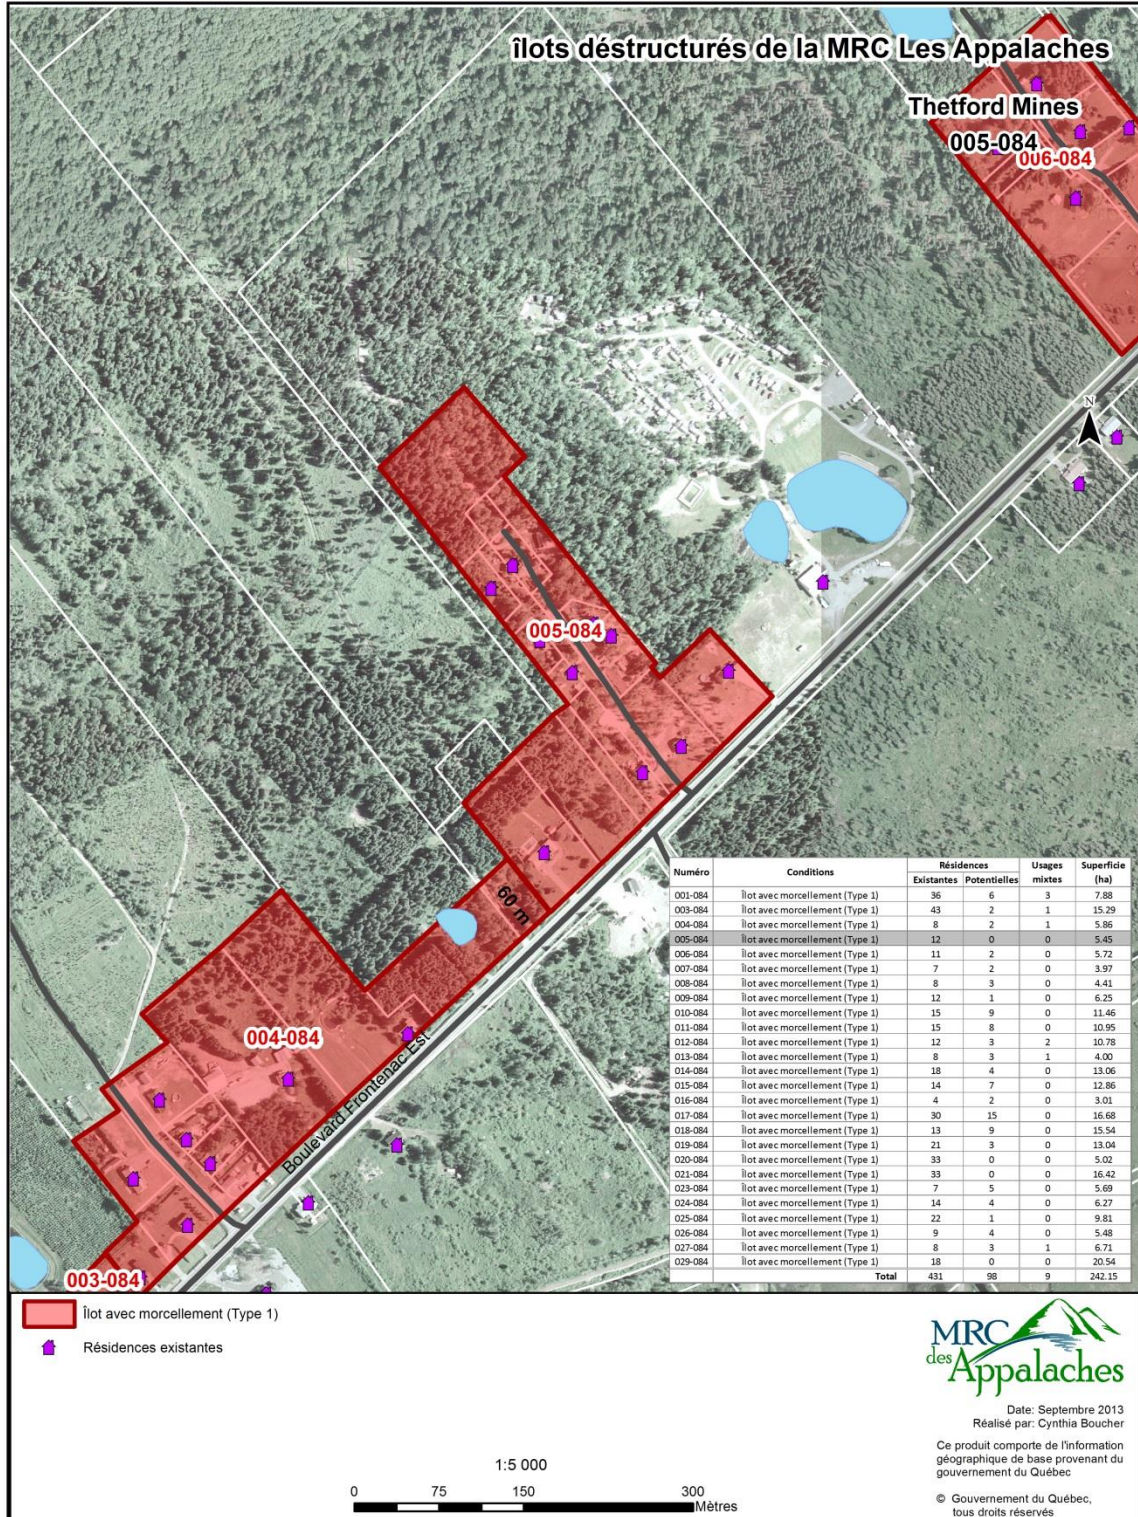 îlots déstructurés de la MRC Les Appalaches
Thetford Mines
005-084
006-084
N
005-084
60 m
004-084
Boulevard Frontenac Est
003-084
Numéro Conditions Résidences Usages mixtes Superficie (ha)
Existantes Potentielles
001-084 Îlot avec morcellement (Type 1) 36 6 3 7.88
003-084 Îlot avec morcellement (Type 1) 43 2 1 15.29
004-084 Îlot avec morcellement (Type 1) 8 2 1 5.86
005-084 Îlot avec morcellement (Type 1) 12 0 0 5.45
006-084 Îlot avec morcellement (Type 1) 11 2 0 5.72
007-084 Îlot avec morcellement (Type 1) 7 2 0 3.97
008-084 Îlot avec morcellement (Type 1) 8 3 0 4.41
009-084 Îlot avec morcellement (Type 1) 12 1 0 6.25
010-084 Îlot avec morcellement (Type 1) 15 9 0 11.46
011-084 Îlot avec morcellement (Type 1) 15 8 0 10.95
012-084 Îlot avec morcellement (Type 1) 12 3 2 10.78
013-084 Îlot avec morcellement (Type 1) 8 3 1 4.00
014-084 Îlot avec morcellement (Type 1) 18 4 0 13.06
015-084 Îlot avec morcellement (Type 1) 14 7 0 12.86
016-084 Îlot avec morcellement (Type 1) 4 2 0 3.01
017-084 Îlot avec morcellement (Type 1) 30 15 0 16.68
018-084 Îlot avec morcellement (Type 1) 13 9 0 15.54
019-084 Îlot avec morcellement (Type 1) 21 3 0 13.04
020-084 Îlot avec morcellement (Type 1) 33 0 0 5.02
021-084 Îlot avec morcellement (Type 1) 33 0 0 16.42
023-084 Îlot avec morcellement (Type 1) 7 5 0 5.69
024-084 Îlot avec morcellement (Type 1) 14 4 0 6.27
025-084 Îlot avec morcellement (Type 1) 22 1 0 9.81
026-084 Îlot avec morcellement (Type 1) 9 4 0 5.48
027-084 Îlot avec morcellement (Type 1) 8 3 1 6.71
029-084 Îlot avec morcellement (Type 1) 18 0 0 20.54
Total 431 98 9 242.15
Îlot avec morcellement (Type 1)
Résidences existantes
1:5 000
0 75 150 300
Mètres
MRC
des Appalaches
Date: Septembre 2013
Réalisé par: Cynthia Boucher
Ce produit comporte de l'information
géographique de base provenant du
gouvernement du Québec
© Gouvernement du Québec,
tous droits réservés